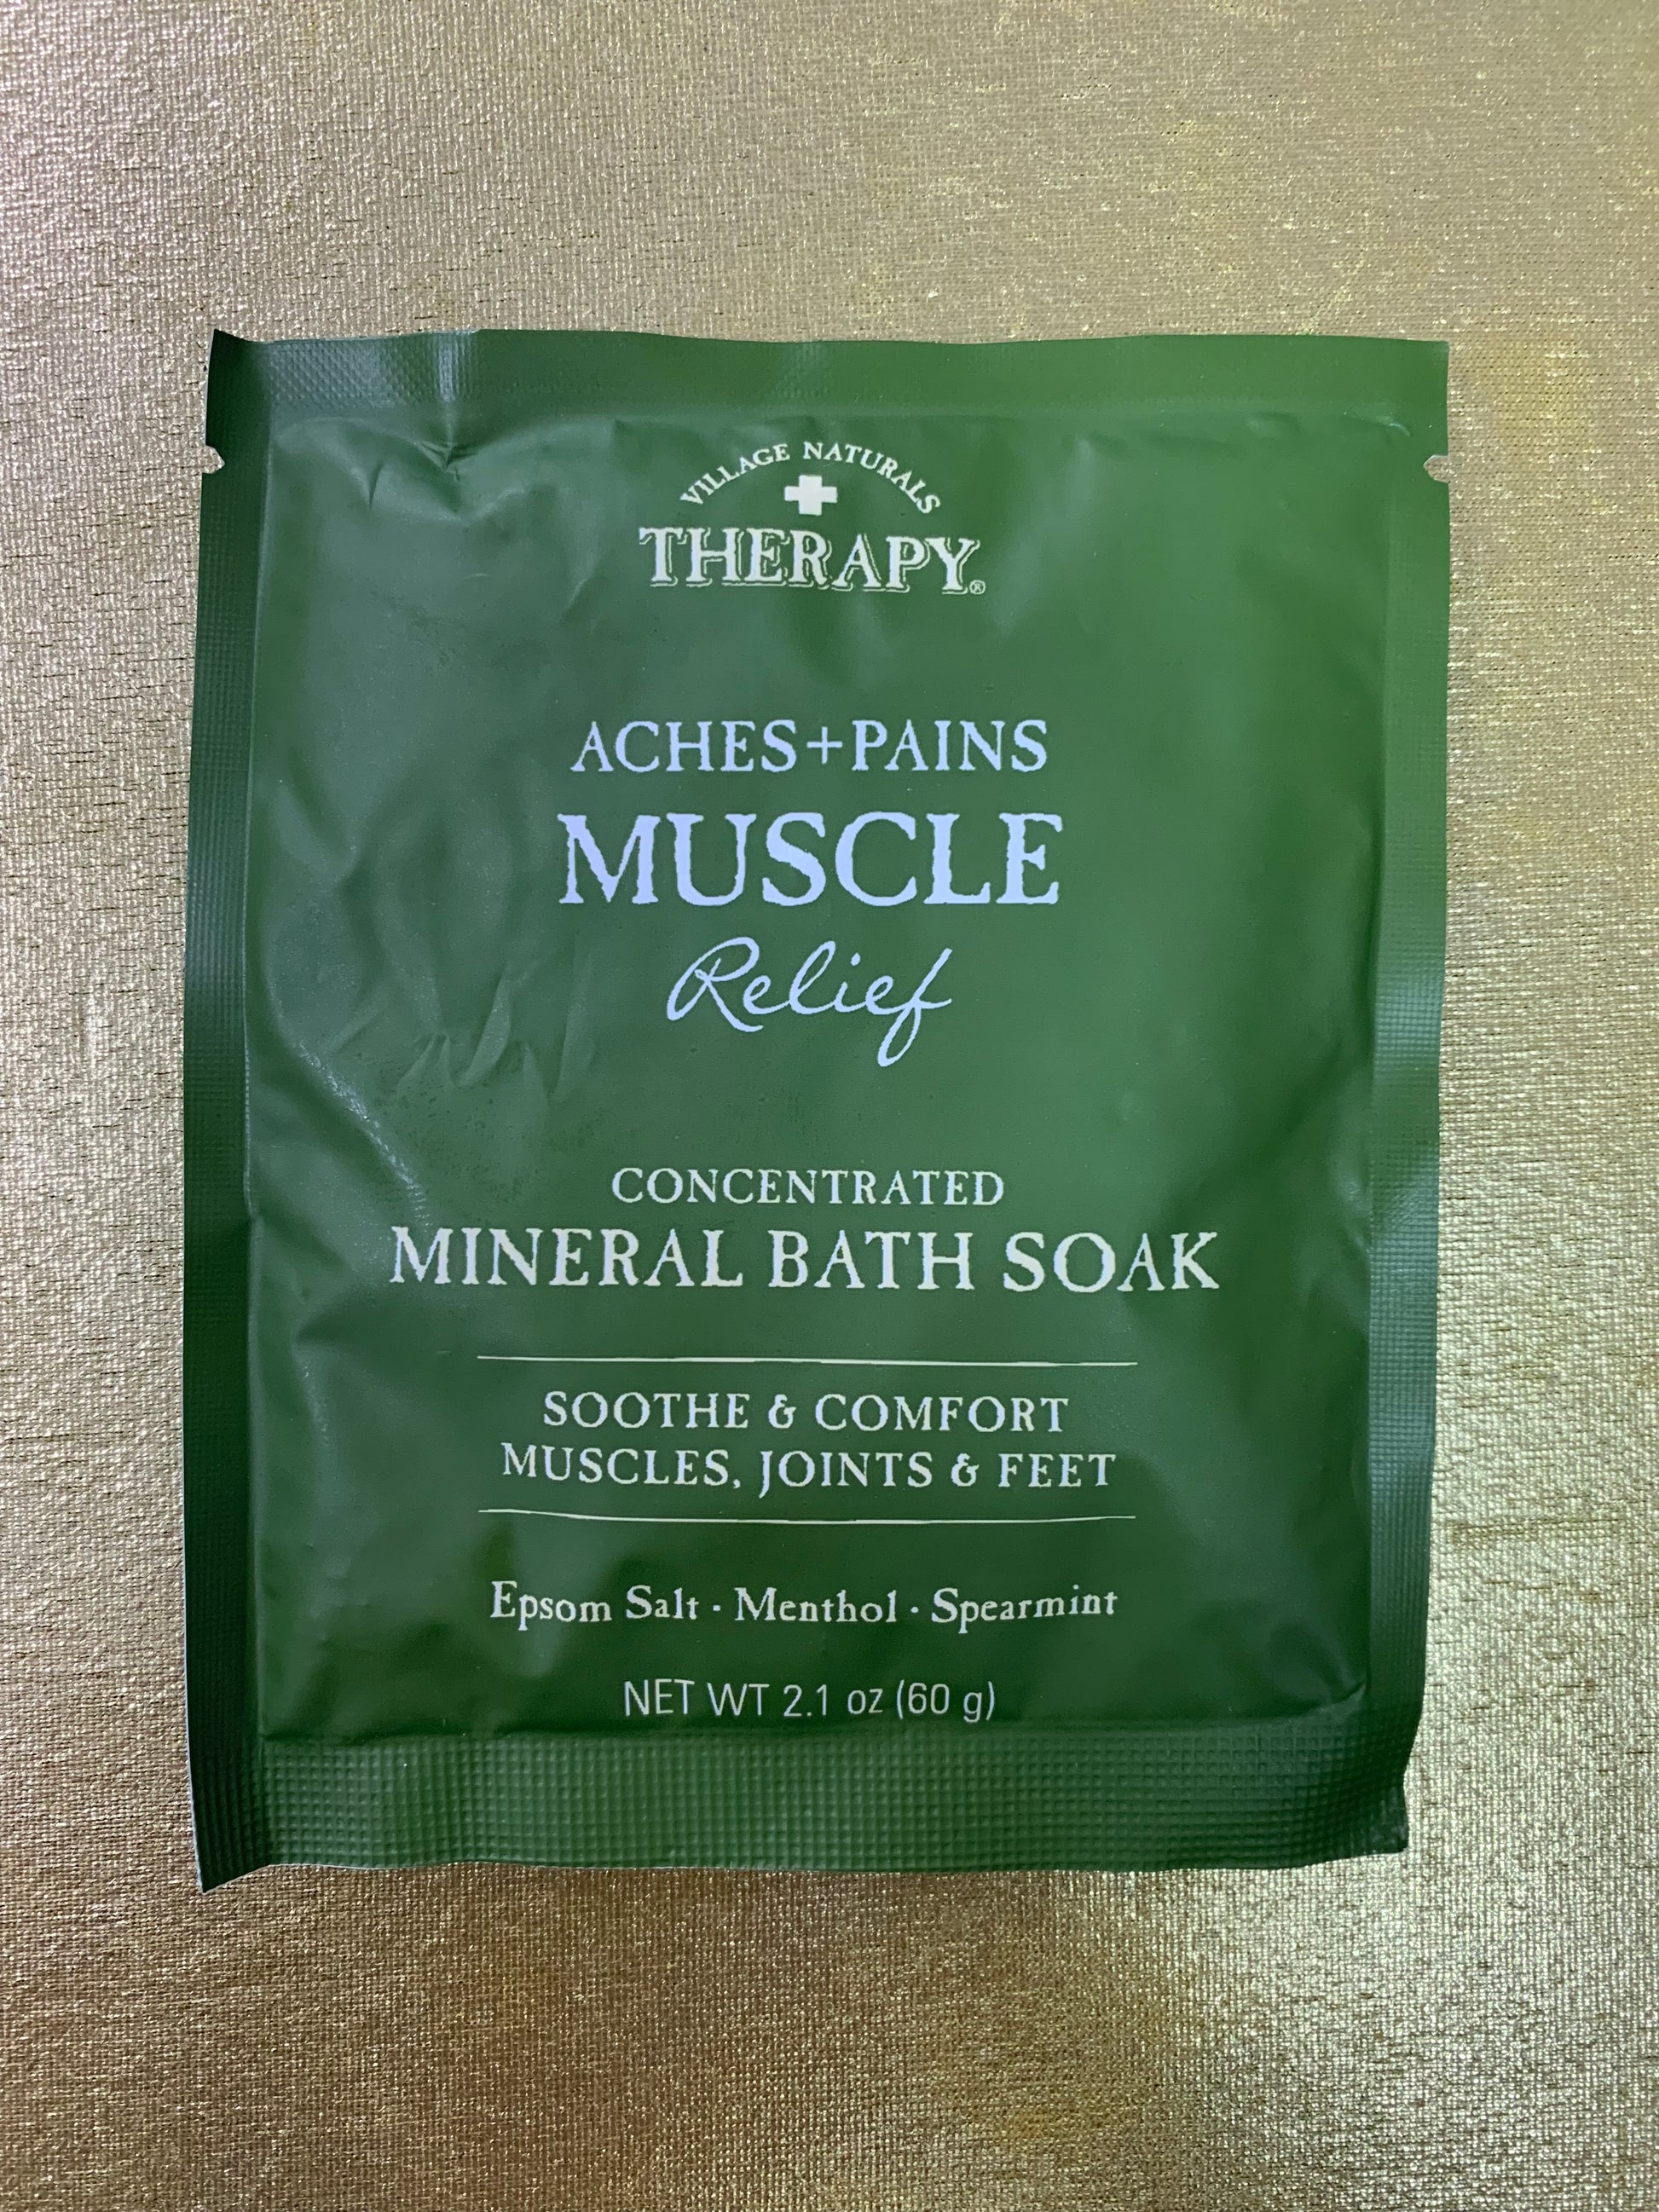 VILLAGE NATURALS
THERAPY®
ACHES+PAINS
MUSCLE
Relief
CONCENTRATED
MINERAL BATH SOAK
SOOTHE & COMFORT
MUSCLES, JOINTS & FEET
Epsom Salt · Menthol · Spearmint
NET WT 2.1 oz (60 g)